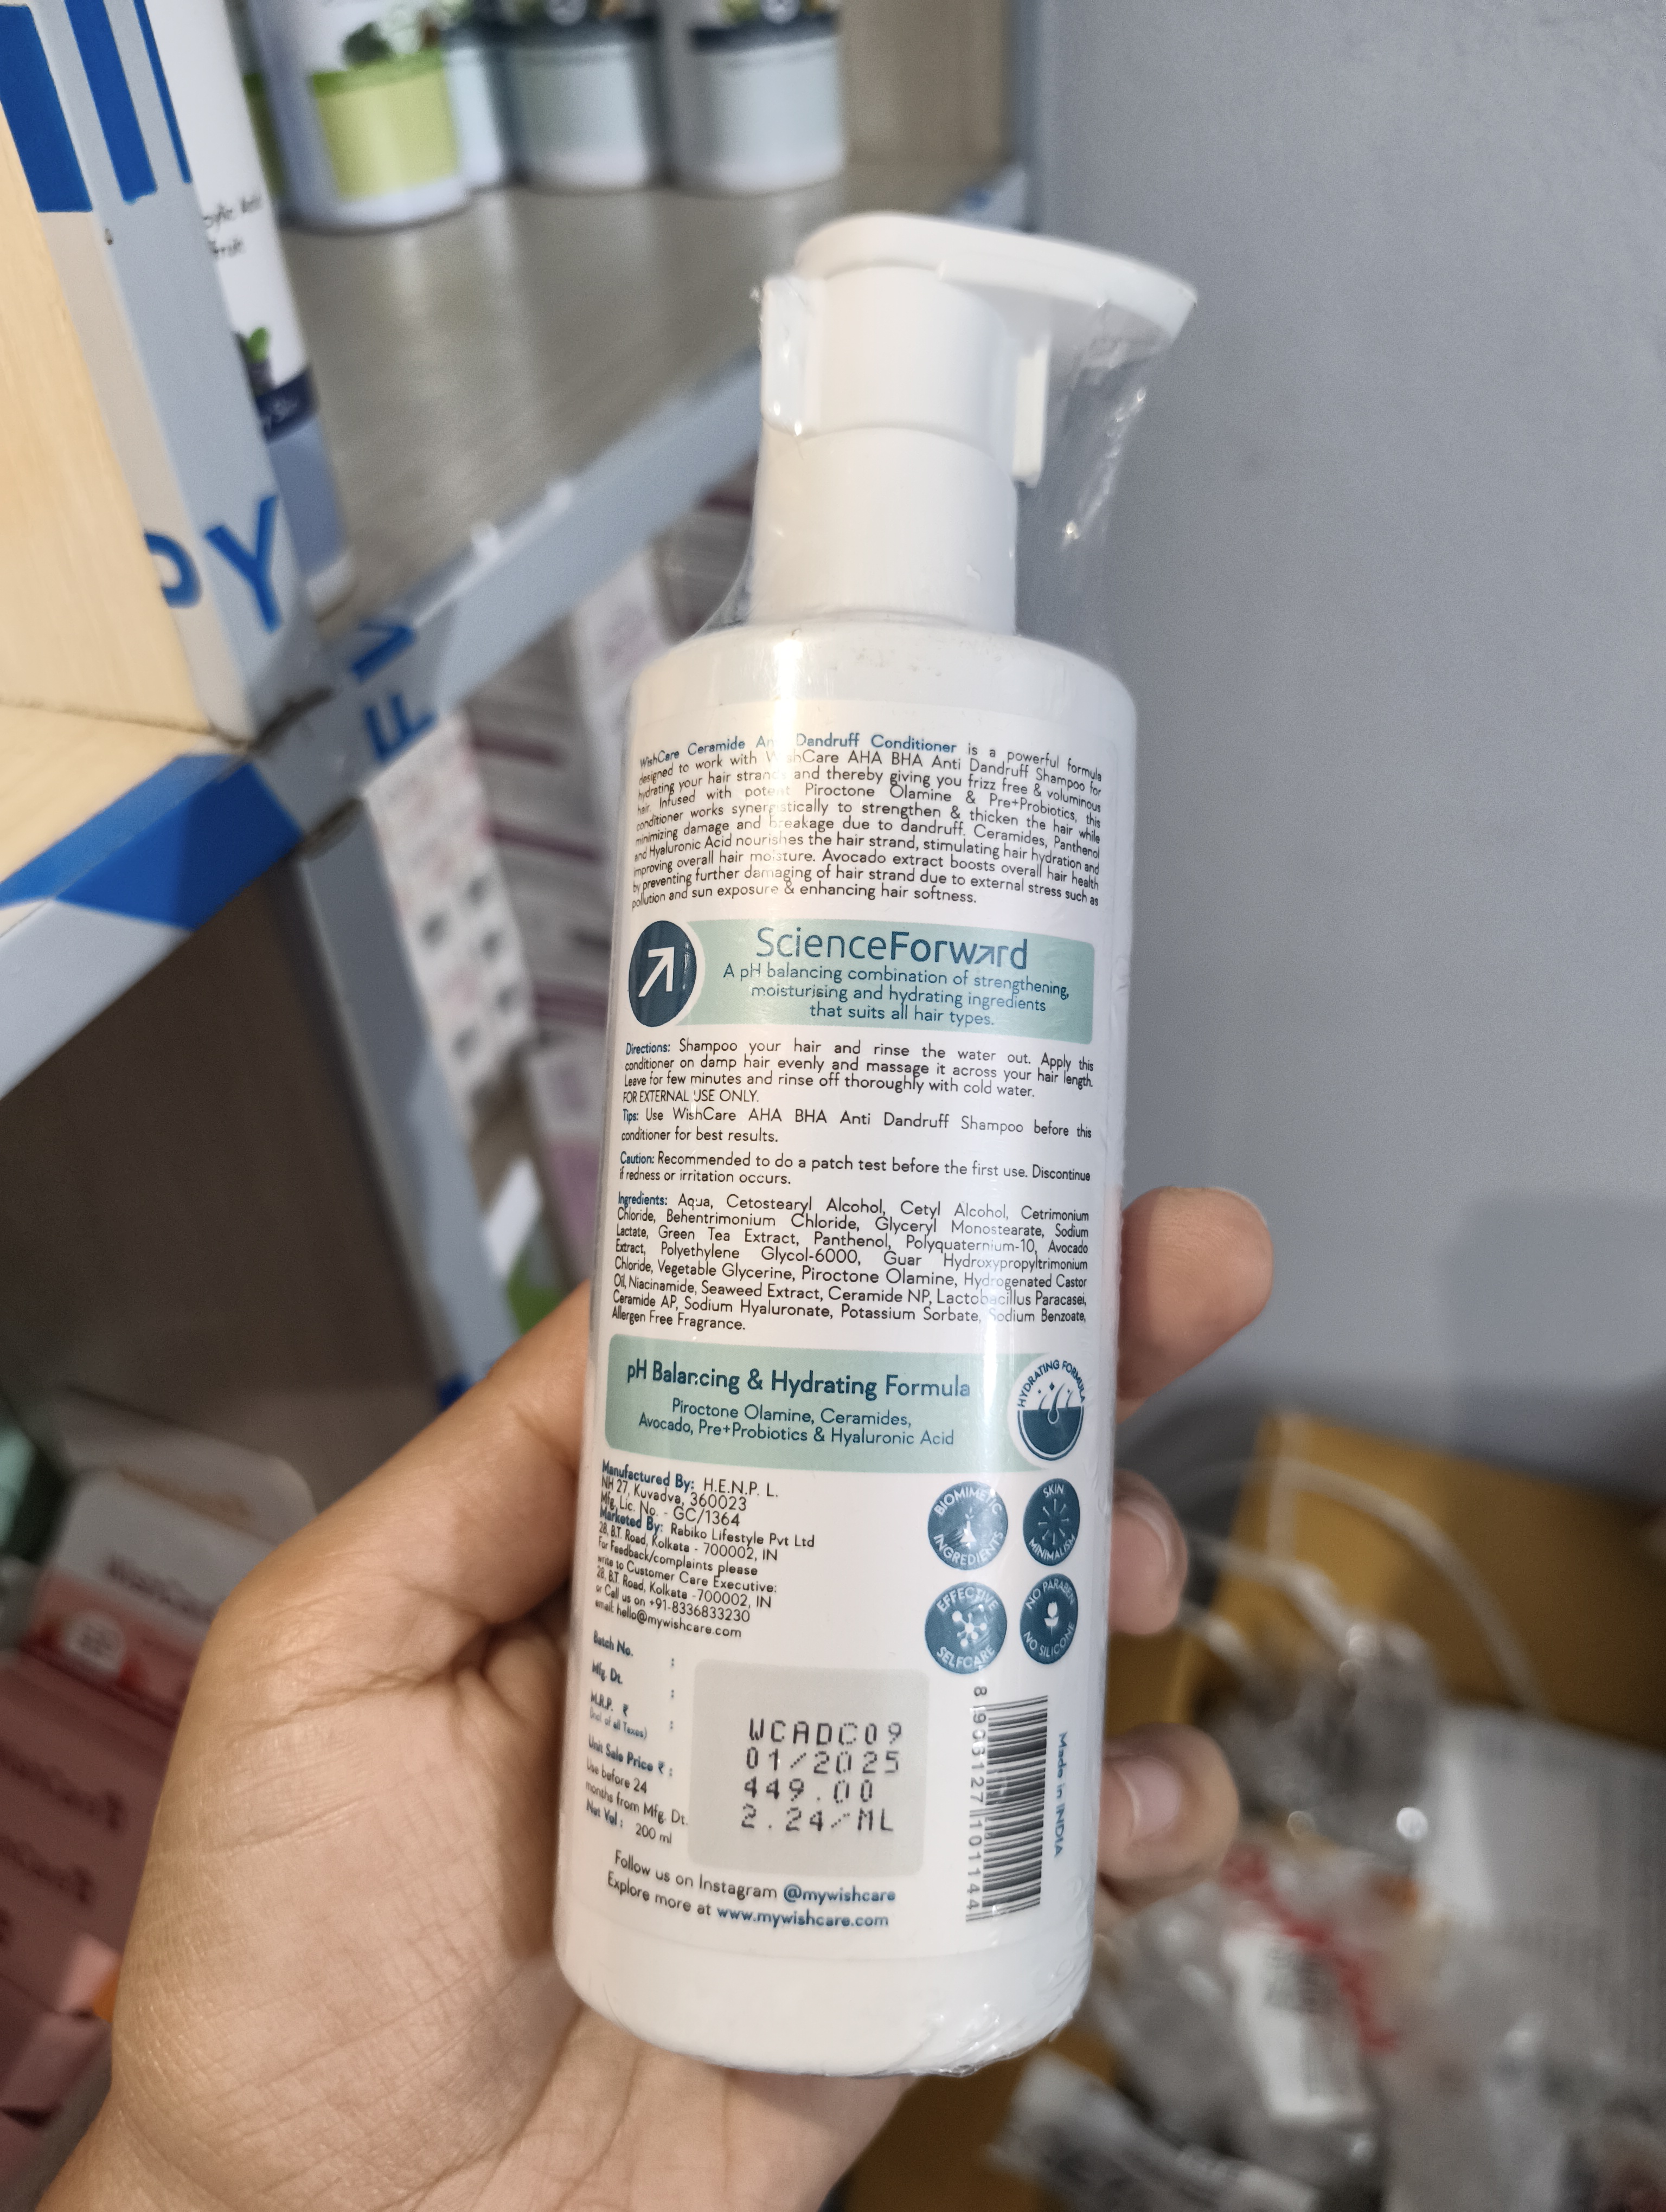 WishCare Ceramide An Dandruff Conditioner is a powerful formula
designed to work with WishCare AHA BHA Anti Dandruff Shampoo for
hydrating your hair strands and thereby giving you frizz free & voluminous
hair. Infused with potent Piroctone Olamine & Pre+Probiotics, this
conditioner works synergistically to strengthen & thicken the hair while
minimizing damage and breakage due to dandruff. Ceramides, Panthenol
and Hyaluronic Acid nourishes the hair strand, stimulating hair hydration and
improving overall hair moisture. Avocado extract boosts overall hair health
by preventing further damaging of hair strand due to external stress such as
pollution and sun exposure & enhancing hair softness.
ScienceForward
A pH balancing combination of strengthening,
moisturising and hydrating ingredients
that suits all hair types.
Directions: Shampoo your hair and rinse the water out. Apply this
conditioner on damp hair evenly and massage it across your hair length.
Leave for few minutes and rinse off thoroughly with cold water.
FOR EXTERNAL USE ONLY.
Tips: Use WishCare AHA BHA Anti Dandruff Shampoo before this
conditioner for best results.
Caution: Recommended to do a patch test before the first use. Discontinue
if redness or irritation occurs.
Ingredients: Aqua, Cetostearyl Alcohol, Cetyl Alcohol, Cetrimonium
Chloride, Behentrimonium Chloride, Glyceryl Monostearate, Sodium
Lactate, Green Tea Extract, Panthenol, Polyquaternium-10, Avocado
Extract, Polyethylene Glycol-6000, Guar Hydroxypropyltrimonium
Chloride, Vegetable Glycerine, Piroctone Olamine, Hydrogenated Castor
Oil, Niacinamide, Seaweed Extract, Ceramide NP, Lactobacillus Paracasei,
Ceramide AP, Sodium Hyaluronate, Potassium Sorbate, Sodium Benzoate,
Allergen Free Fragrance.
pH Balancing & Hydrating Formula
Piroctone Olamine, Ceramides,
Avocado, Pre+Probiotics & Hyaluronic Acid
HYDRATING FORMULA
Manufactured By: H.E.N.P. L.
NH 27, Kuvadva, 360023
Mfg. Lic. No. - GC/1364
Marketed By: Rabiko Lifestyle Pvt Ltd
28, B.T. Road, Kolkata - 700002, IN
For Feedback/complaints please
write to Customer Care Executive:
28, B.T. Road, Kolkata -700002, IN
or Call us on +91-8336833230
email: hello@mywishcare.com
BIOMIMETIC INGREDIENTS
SKIN MINIMALISM
EFFECTIVE SELFCARE
NO PARABEN NO SILICONE
Batch No. :
Mfg. Dt. :
M.R.P. ₹ :
(incl of all Taxes)
Unit Sale Price ₹ :
Use before 24
months from Mfg. Dt.
Net Vol : 200 ml
WCADC09
01/2025
449.00
2.24/ML
8 906127 101144
Made in INDIA
Follow us on Instagram @mywishcare
Explore more at www.mywishcare.com
PY